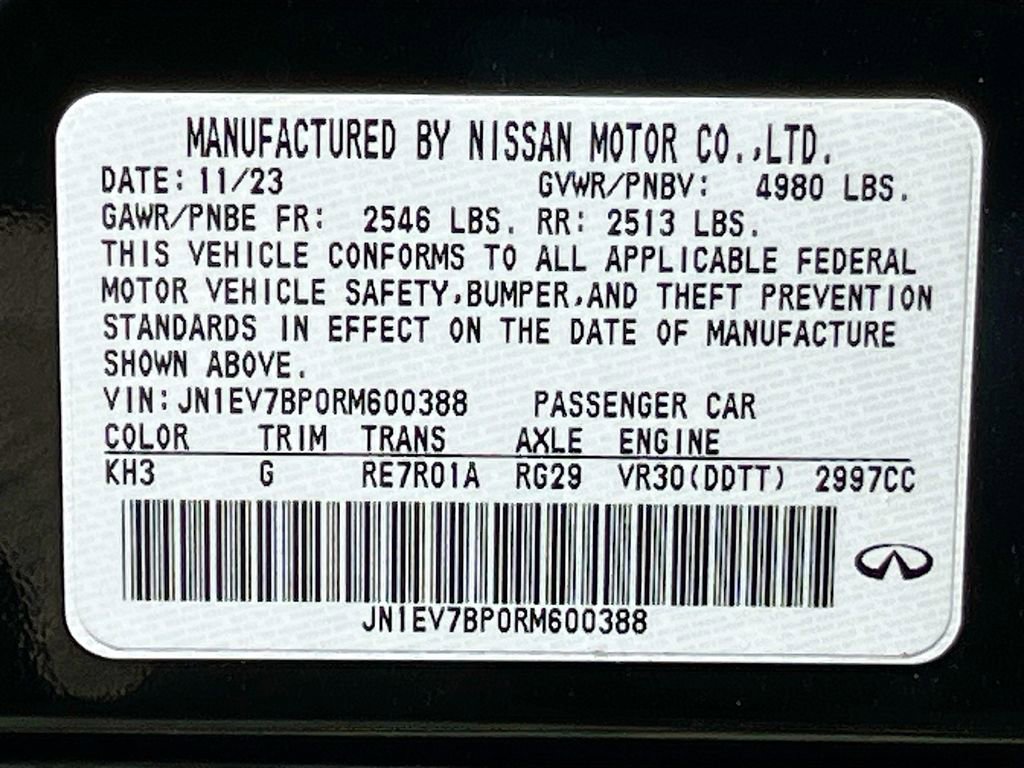 MANUFACTURED BY NISSAN MOTOR CO.,LTD.
DATE: 11/23 GVWR/PNBV: 4980 LBS.
GAWR/PNBE FR: 2546 LBS. RR: 2513 LBS.
THIS VEHICLE CONFORMS TO ALL APPLICABLE FEDERAL
MOTOR VEHICLE SAFETY,BUMPER,AND THEFT PREVENTION
STANDARDS IN EFFECT ON THE DATE OF MANUFACTURE
SHOWN ABOVE.
VIN: JN1EV7BP0RM600388 PASSENGER CAR
COLOR TRIM TRANS AXLE ENGINE
KH3 G RE7R01A RG29 VR30(DDTT) 2997CC
JN1EV7BP0RM600388